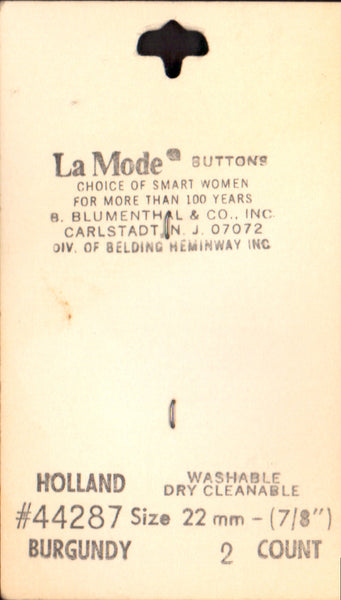 La Mode® BUTTONS
CHOICE OF SMART WOMEN
FOR MORE THAN 100 YEARS
B. BLUMENTHAL & CO., INC.
CARLSTADT, N. J. 07072
DIV. OF BELDING HEMINWAY INC
HOLLAND WASHABLE
DRY CLEANABLE
#44287 Size 22 mm - (7/8")
BURGUNDY 2 COUNT